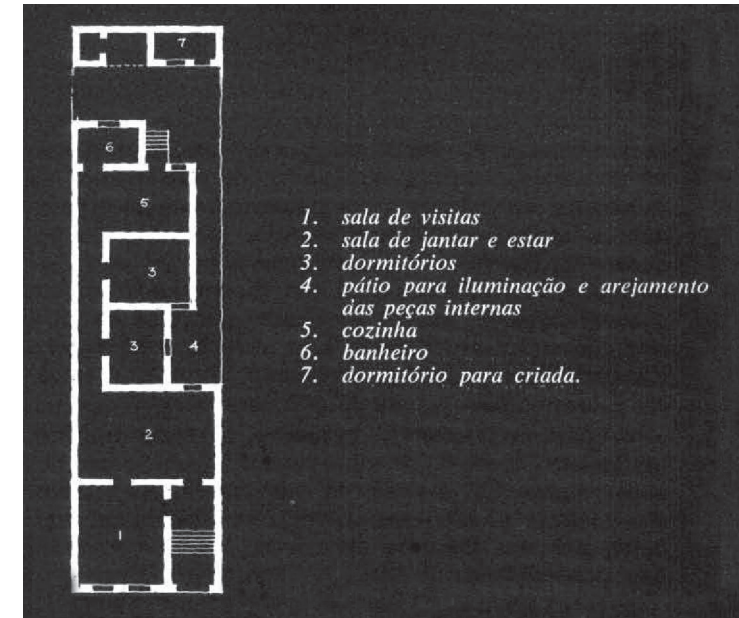 7
6
5
3
3
4
2
1
1. sala de visitas
2. sala de jantar e estar
3. dormitórios
4. pátio para iluminação e arejamento
das peças internas
5. cozinha
6. banheiro
7. dormitório para criada.